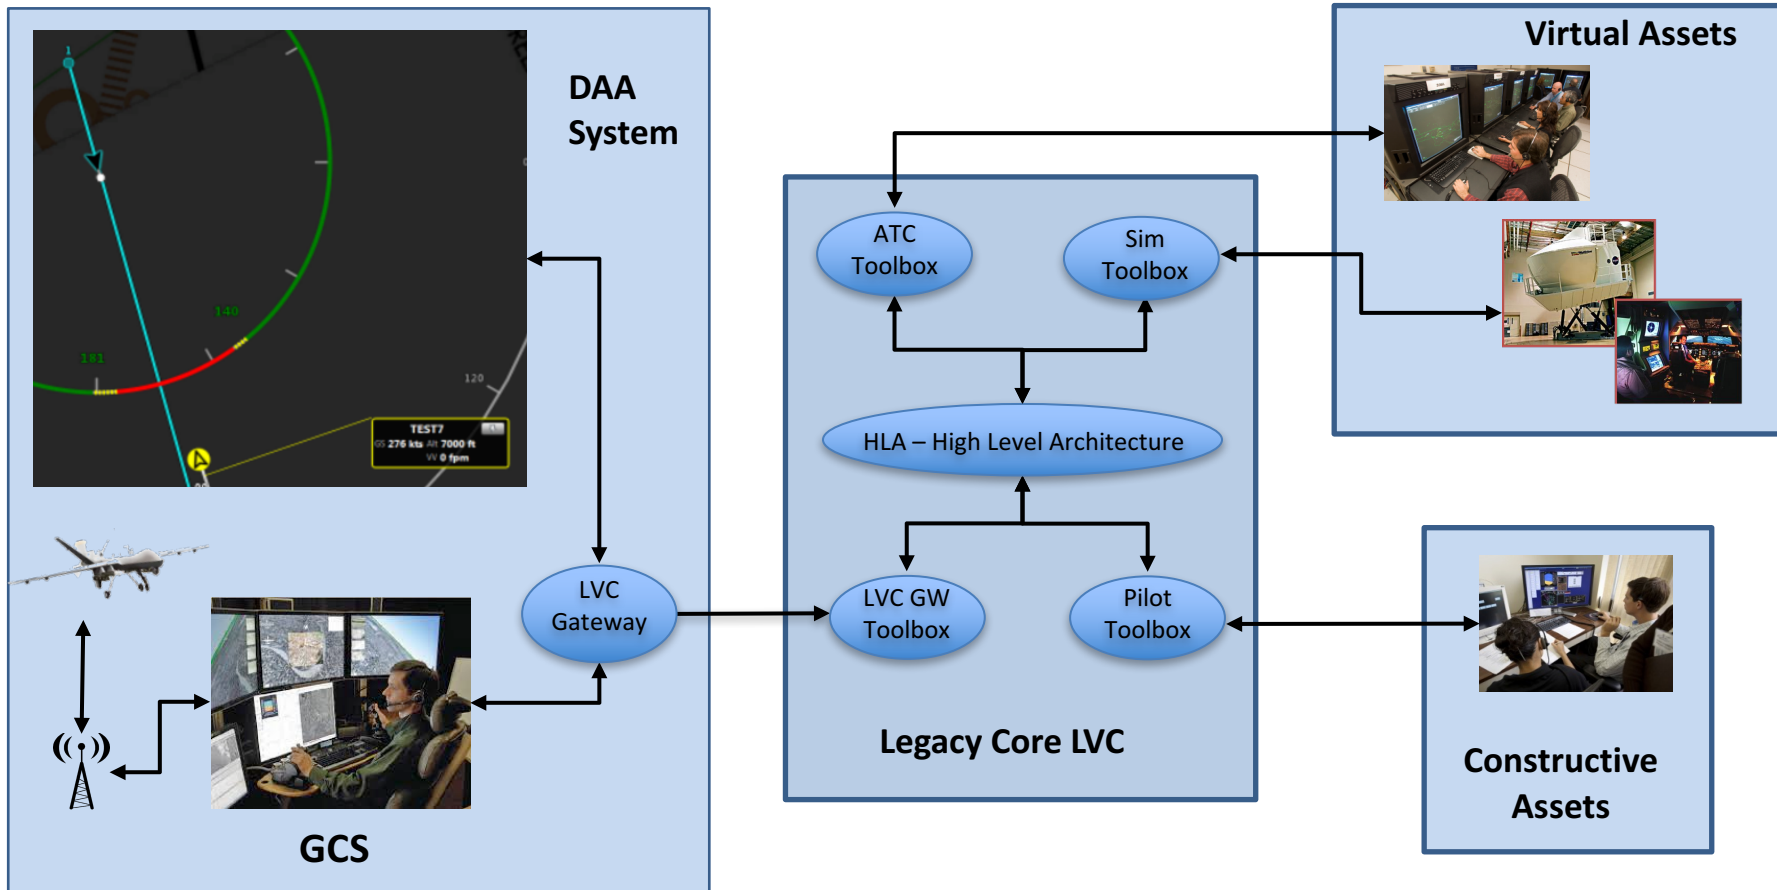 DAA
System
1
140
181
120
TEST7
GS 276 kts Alt 7000 ft
VV 0 fpm
LVC
Gateway
GCS
ATC
Toolbox
Sim
Toolbox
HLA – High Level Architecture
LVC GW
Toolbox
Pilot
Toolbox
Legacy Core LVC
Virtual Assets
Constructive
Assets